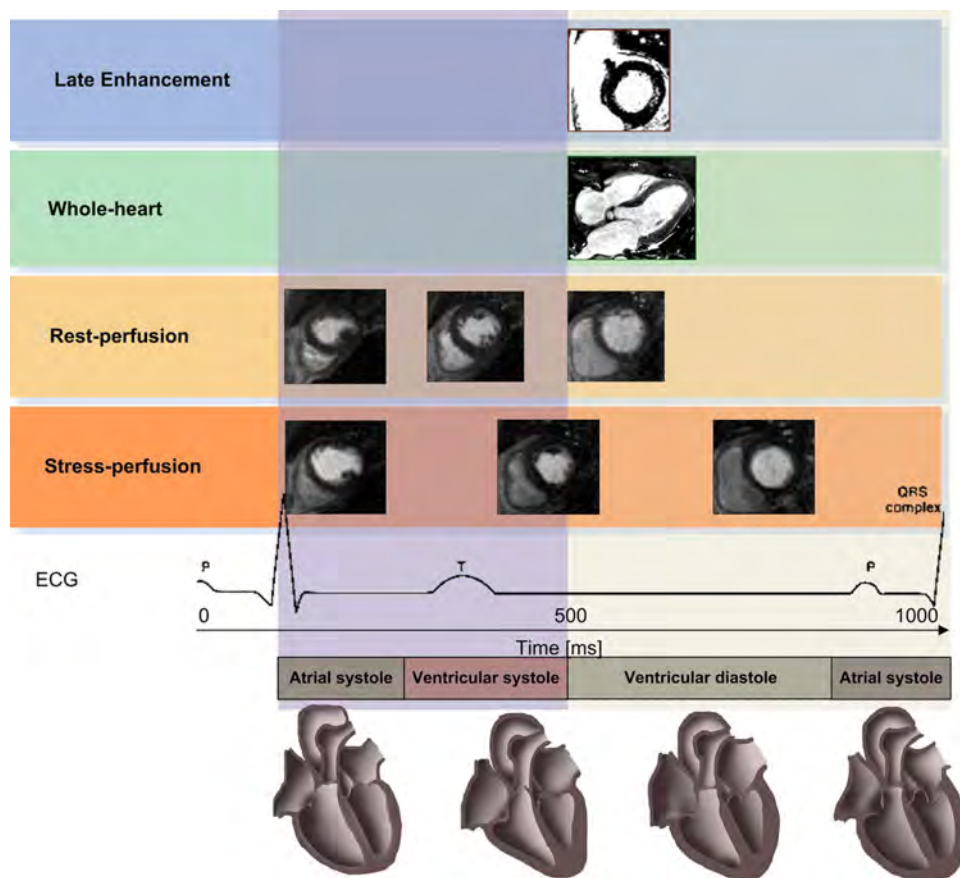 Late Enhancement
Whole-heart
Rest-perfusion
Stress-perfusion
QRS
complex
ECG
P
T
P
0
500
1000
Time [ms]
Atrial systole
Ventricular systole
Ventricular diastole
Atrial systole